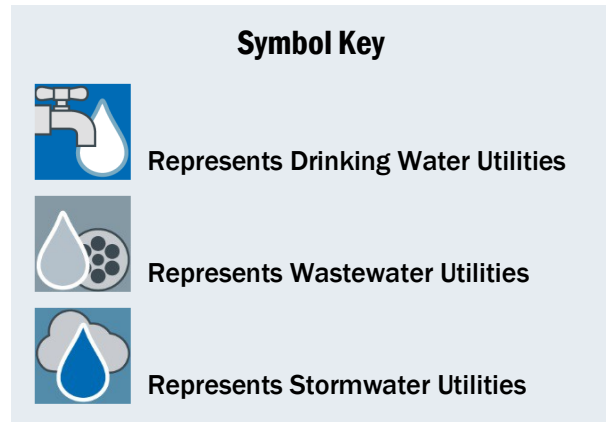 Symbol Key
Represents Drinking Water Utilities
Represents Wastewater Utilities
Represents Stormwater Utilities